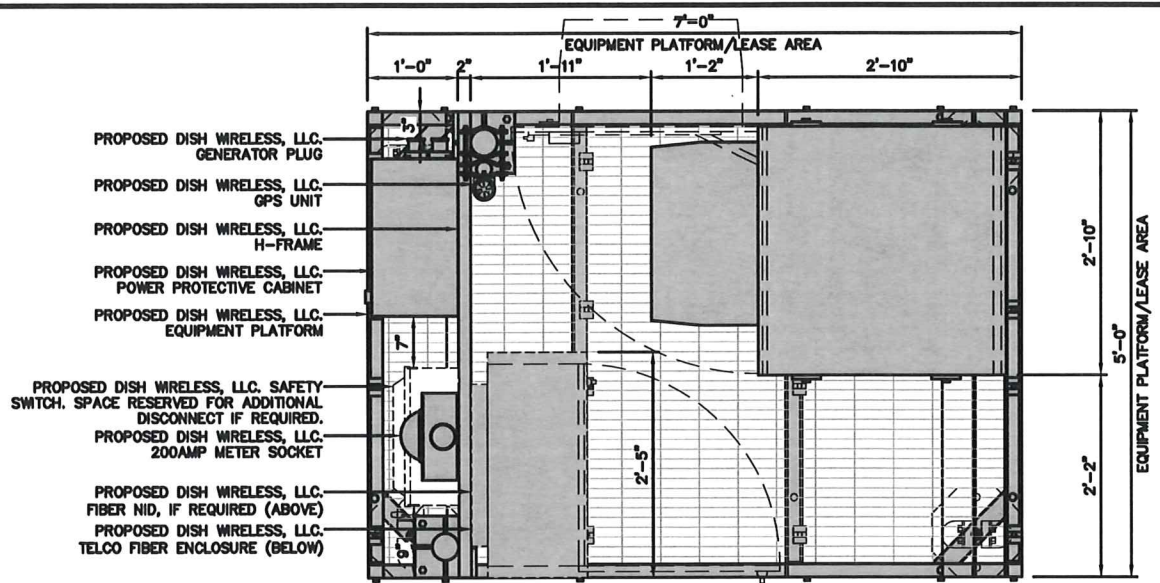 7'-0"
EQUIPMENT PLATFORM/LEASE AREA
1'-0" 2" 1'-11" 1'-2" 2'-10"
3"
PROPOSED DISH WIRELESS, LLC.
GENERATOR PLUG
PROPOSED DISH WIRELESS, LLC.
GPS UNIT
PROPOSED DISH WIRELESS, LLC.
H-FRAME
PROPOSED DISH WIRELESS, LLC.
POWER PROTECTIVE CABINET
PROPOSED DISH WIRELESS, LLC.
EQUIPMENT PLATFORM
7"
PROPOSED DISH WIRELESS, LLC. SAFETY
SWITCH. SPACE RESERVED FOR ADDITIONAL
DISCONNECT IF REQUIRED.
PROPOSED DISH WIRELESS, LLC.
200AMP METER SOCKET
PROPOSED DISH WIRELESS, LLC.
FIBER NID, IF REQUIRED (ABOVE)
PROPOSED DISH WIRELESS, LLC.
TELCO FIBER ENCLOSURE (BELOW)
9"
2'-5"
2'-10"
2'-2"
5'-0"
EQUIPMENT PLATFORM/LEASE AREA